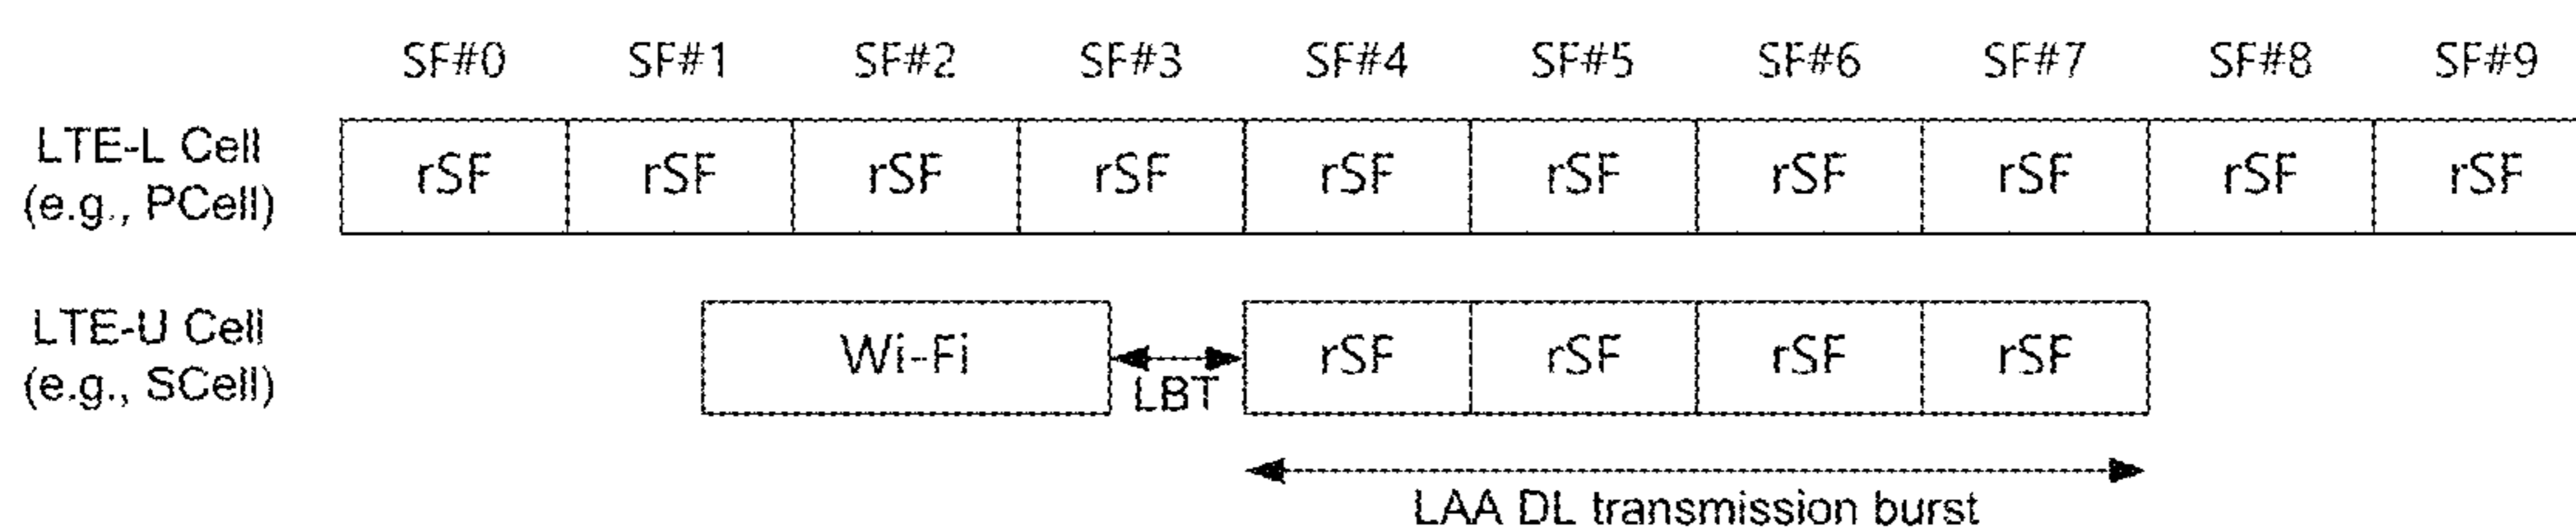 SF#0 SF#1 SF#2 SF#3 SF#4 SF#5 SF#6 SF#7 SF#8 SF#9
LTE-L Cell
(e.g., PCell)
rSF rSF rSF rSF rSF rSF rSF rSF rSF rSF
LTE-U Cell
(e.g., SCell)
Wi-Fi
LBT
rSF rSF rSF rSF
LAA DL transmission burst